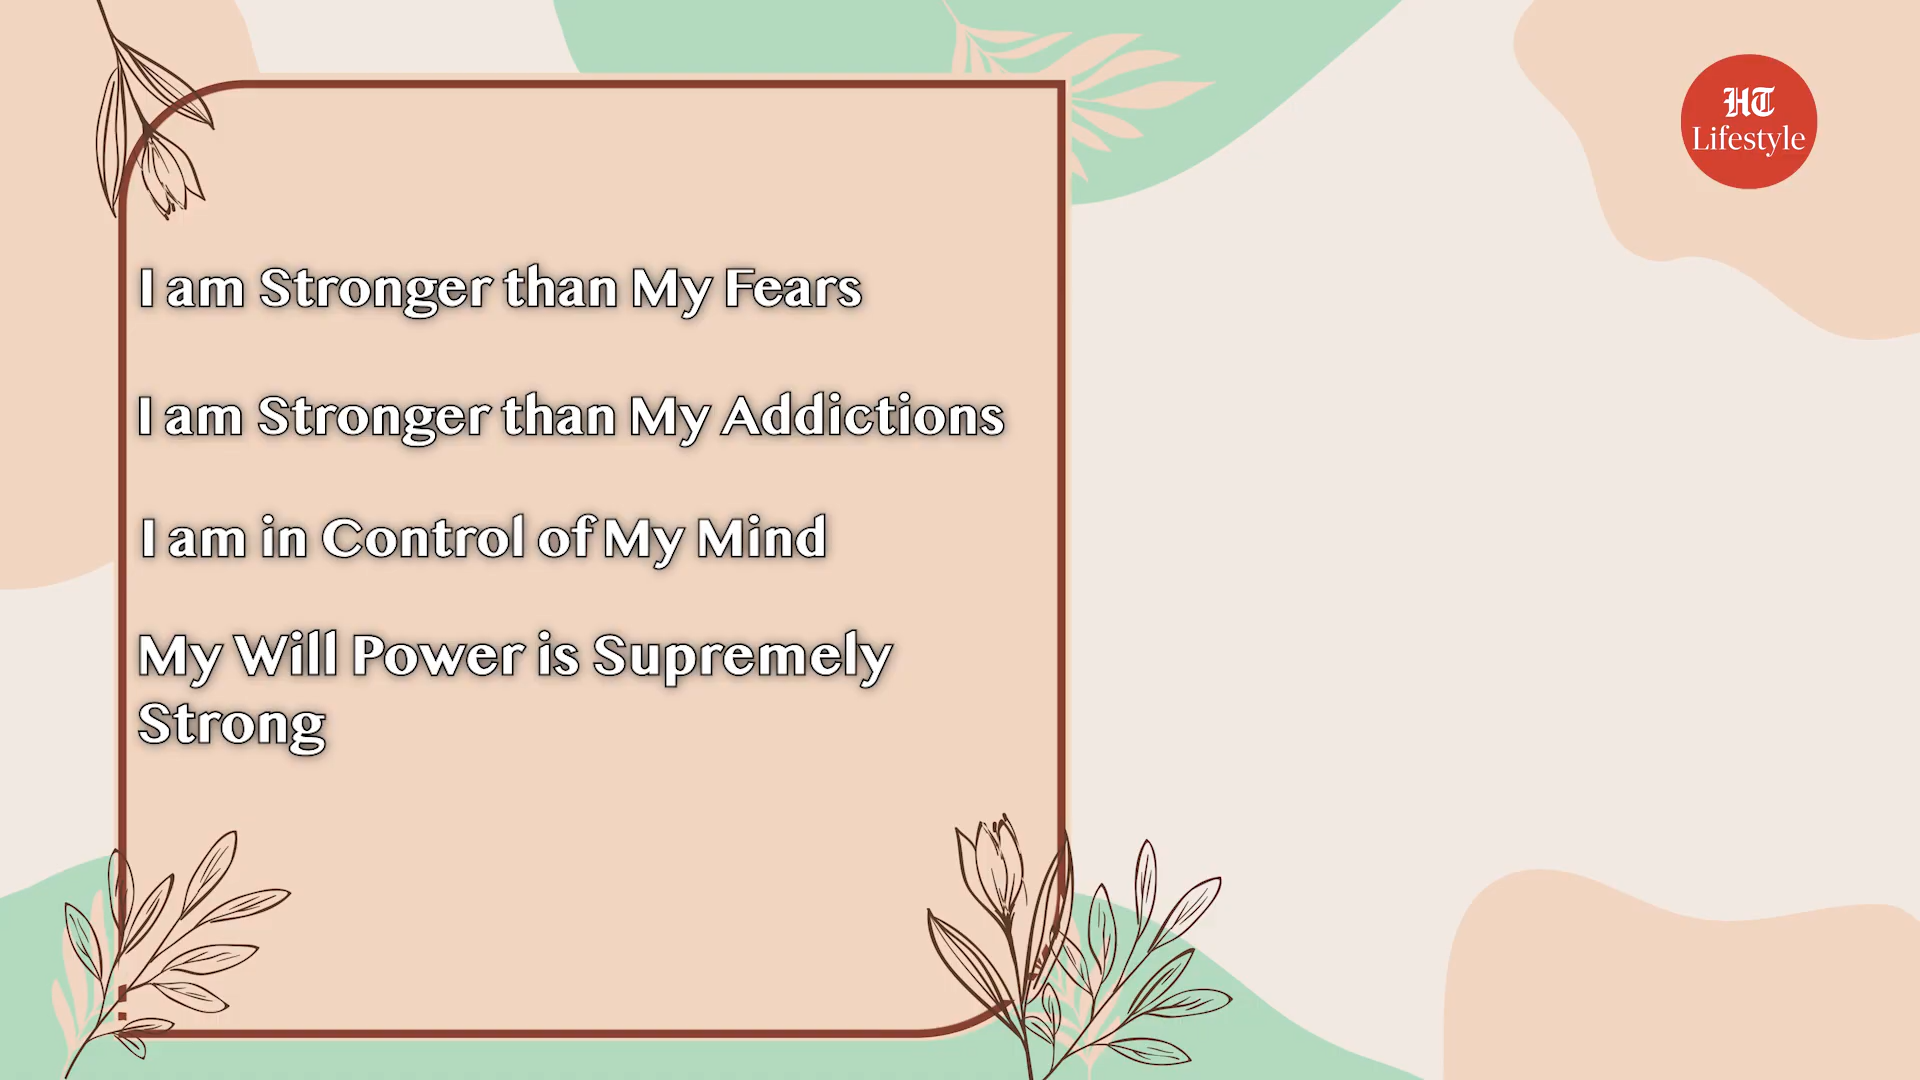 HT
Lifestyle
I am Stronger than My Fears
I am Stronger than My Addictions
I am in Control of My Mind
My Will Power is Supremely
Strong